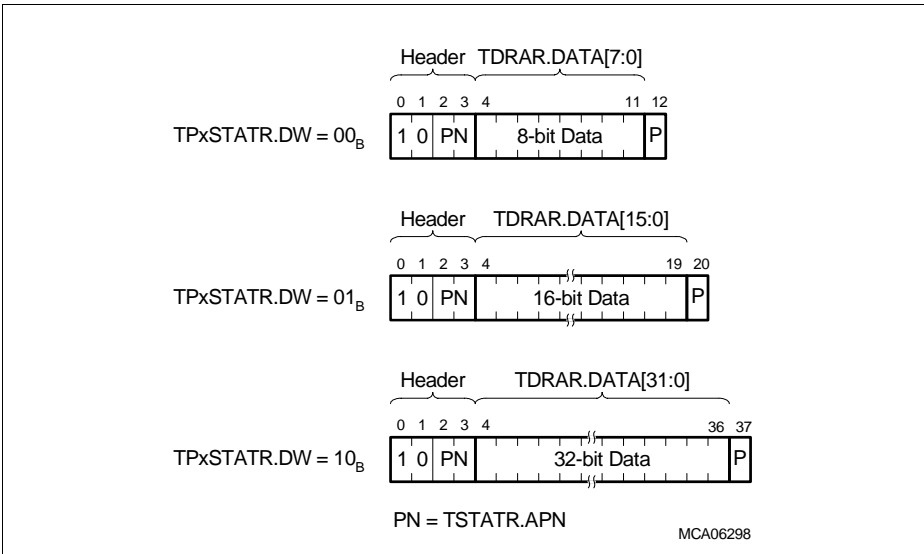 Header TDRAR.DATA[7:0]
0 1 2 3 4 11 12
TPxSTATR.DW = 00B 1 0 PN 8-bit Data P
Header TDRAR.DATA[15:0]
0 1 2 3 4 19 20
TPxSTATR.DW = 01B 1 0 PN 16-bit Data P
Header TDRAR.DATA[31:0]
0 1 2 3 4 36 37
TPxSTATR.DW = 10B 1 0 PN 32-bit Data P
PN = TSTATR.APN
MCA06298